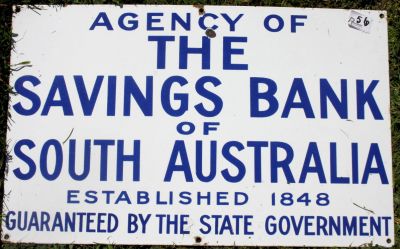 AGENCY OF
THE
SAVINGS BANK
OF
SOUTH AUSTRALIA
ESTABLISHED 1848
GUARANTEED BY THE STATE GOVERNMENT
56